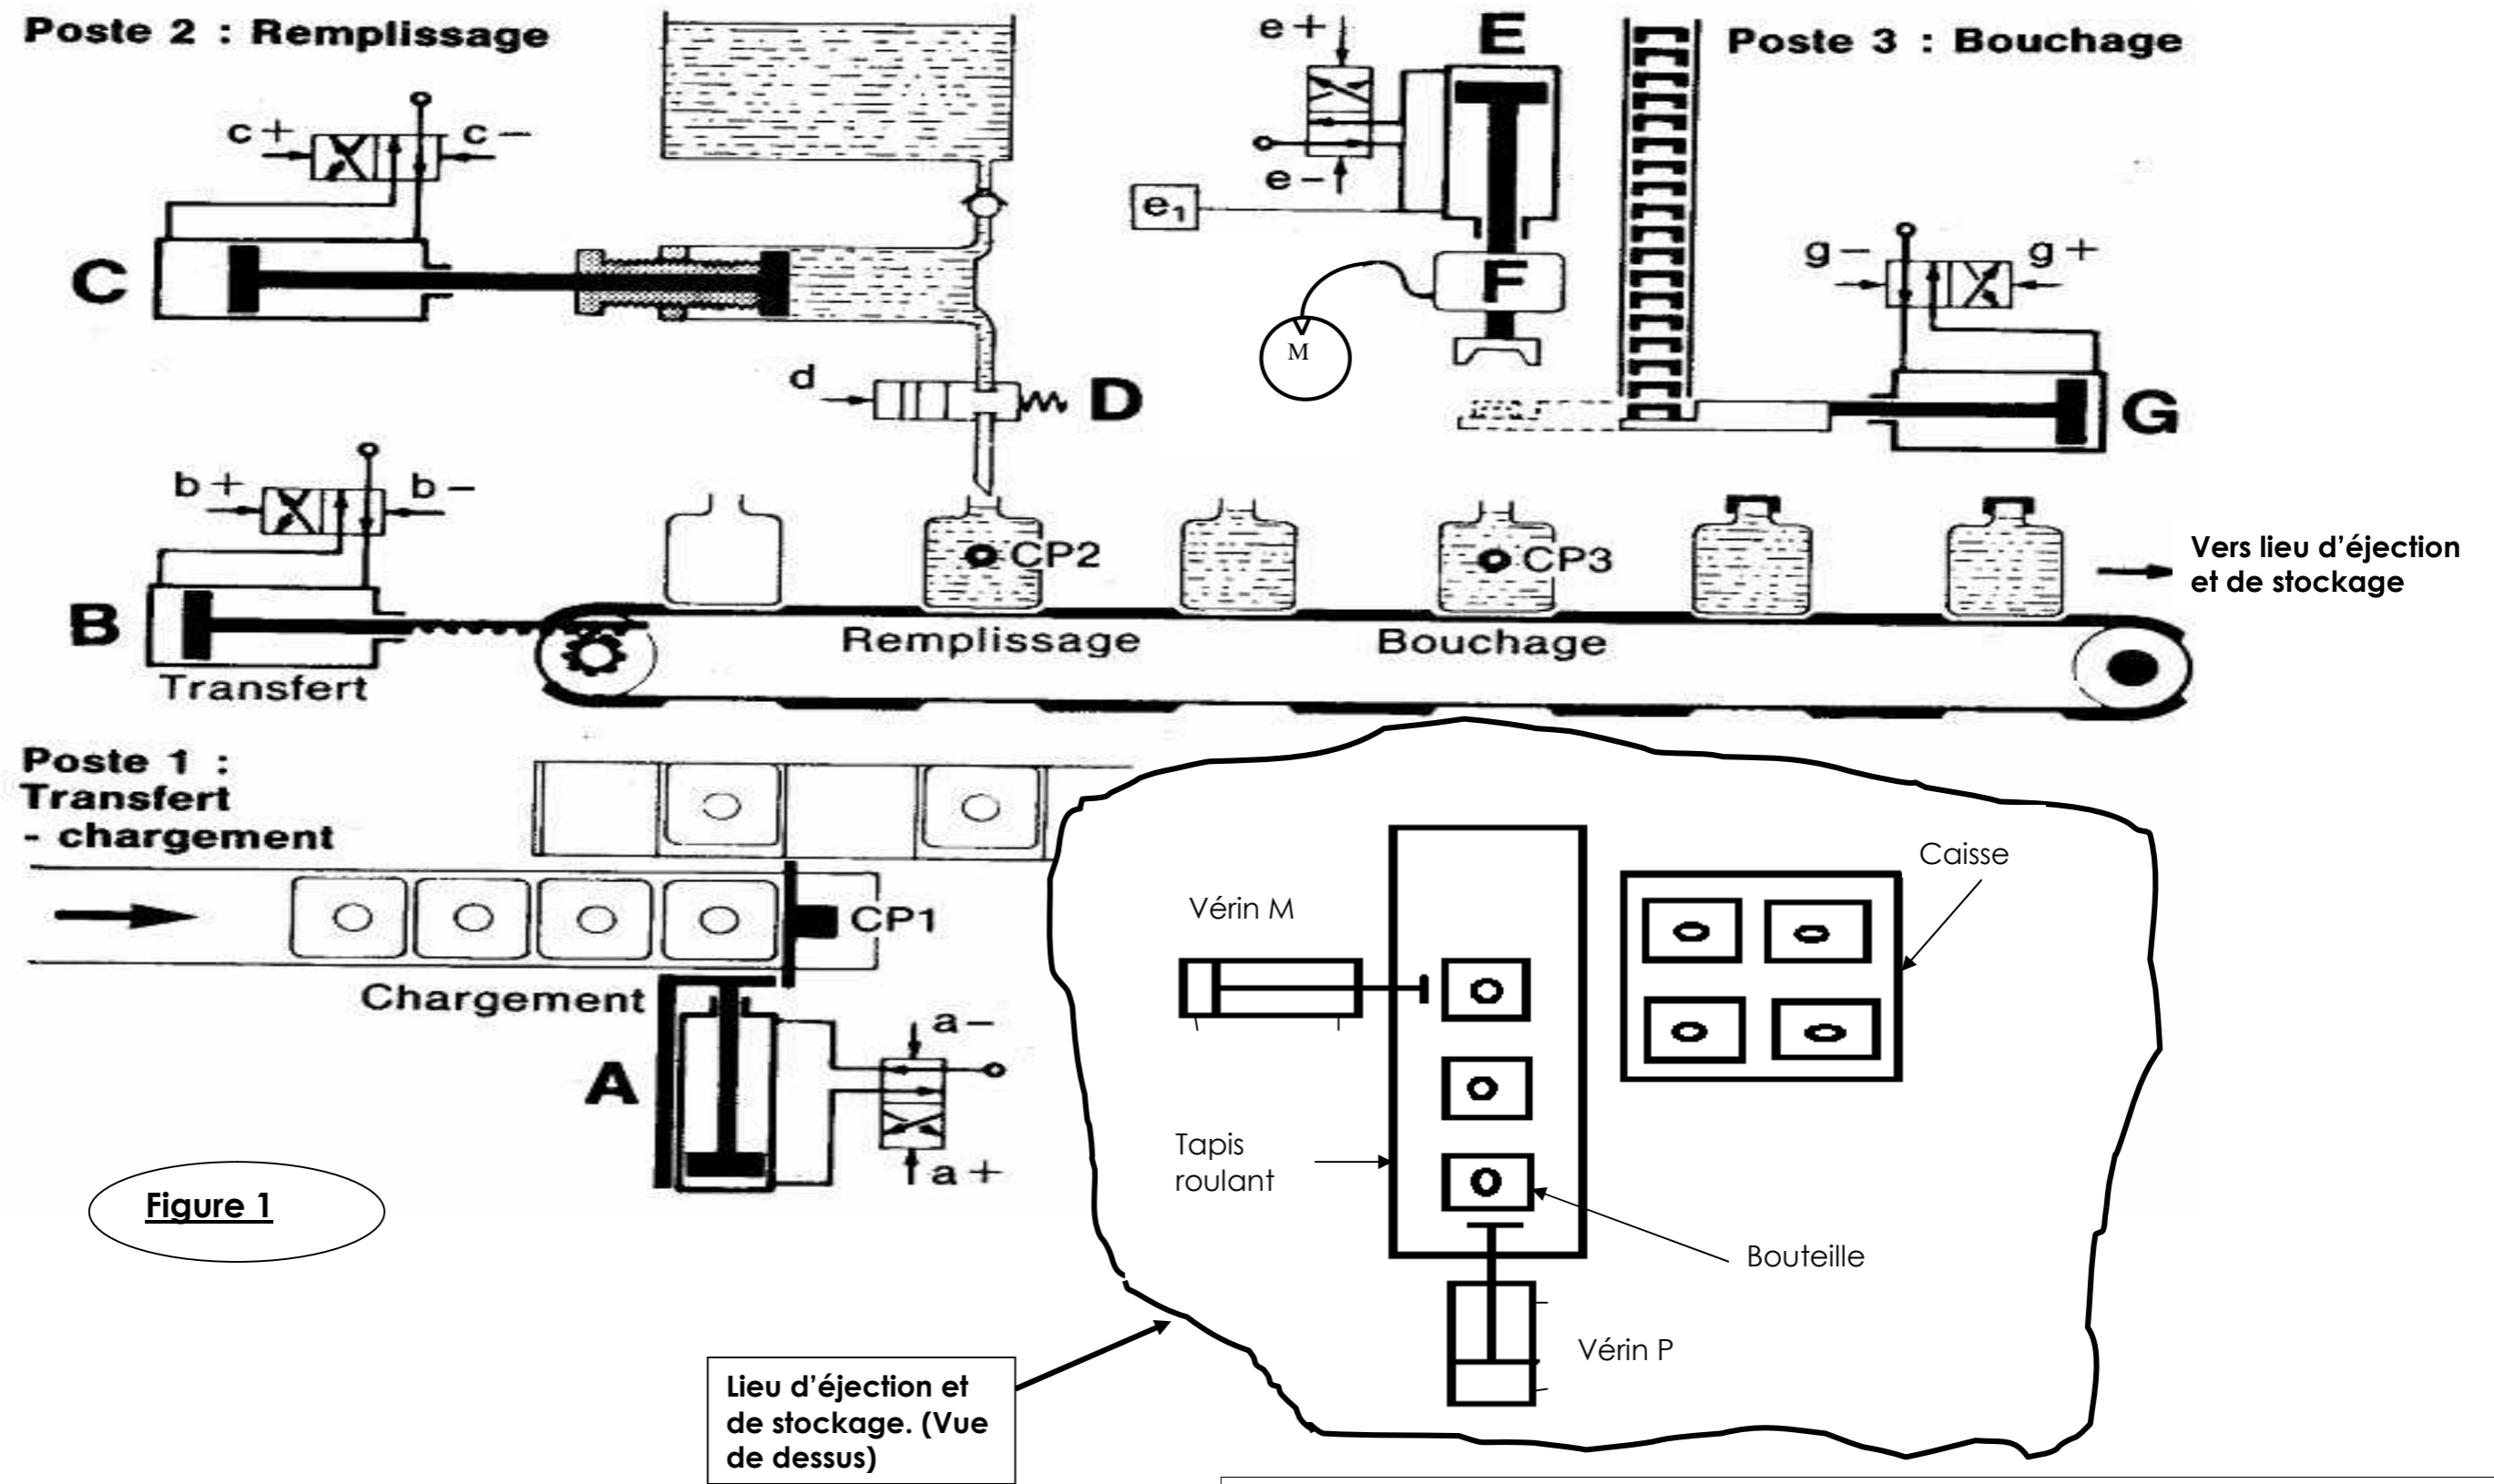 Poste 2 : Remplissage
c+
c-
C
d
D
e+
e-
e1
E
F
M
Poste 3 : Bouchage
g-
g+
G
b+
b-
B
Transfert
CP2
CP3
Remplissage
Bouchage
Vers lieu d'éjection
et de stockage
Poste 1 :
Transfert
- chargement
CP1
Chargement
A
a-
a+
Figure 1
Vérin M
Caisse
Tapis
roulant
Bouteille
Vérin P
Lieu d'éjection et
de stockage. (Vue
de dessus)